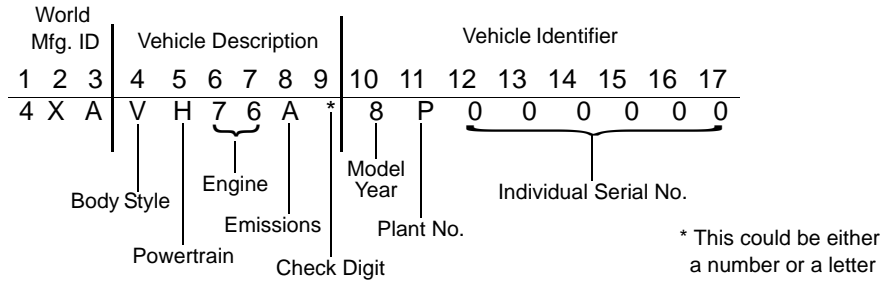 World
Mfg. ID Vehicle Description Vehicle Identifier
1 2 3 4 5 6 7 8 9 10 11 12 13 14 15 16 17
4 X A V H 7 6 A * 8 P 0 0 0 0 0 0
Body Style
Powertrain
Engine
Emissions
Check Digit
Model
Year
Plant No.
Individual Serial No.
* This could be either
a number or a letter